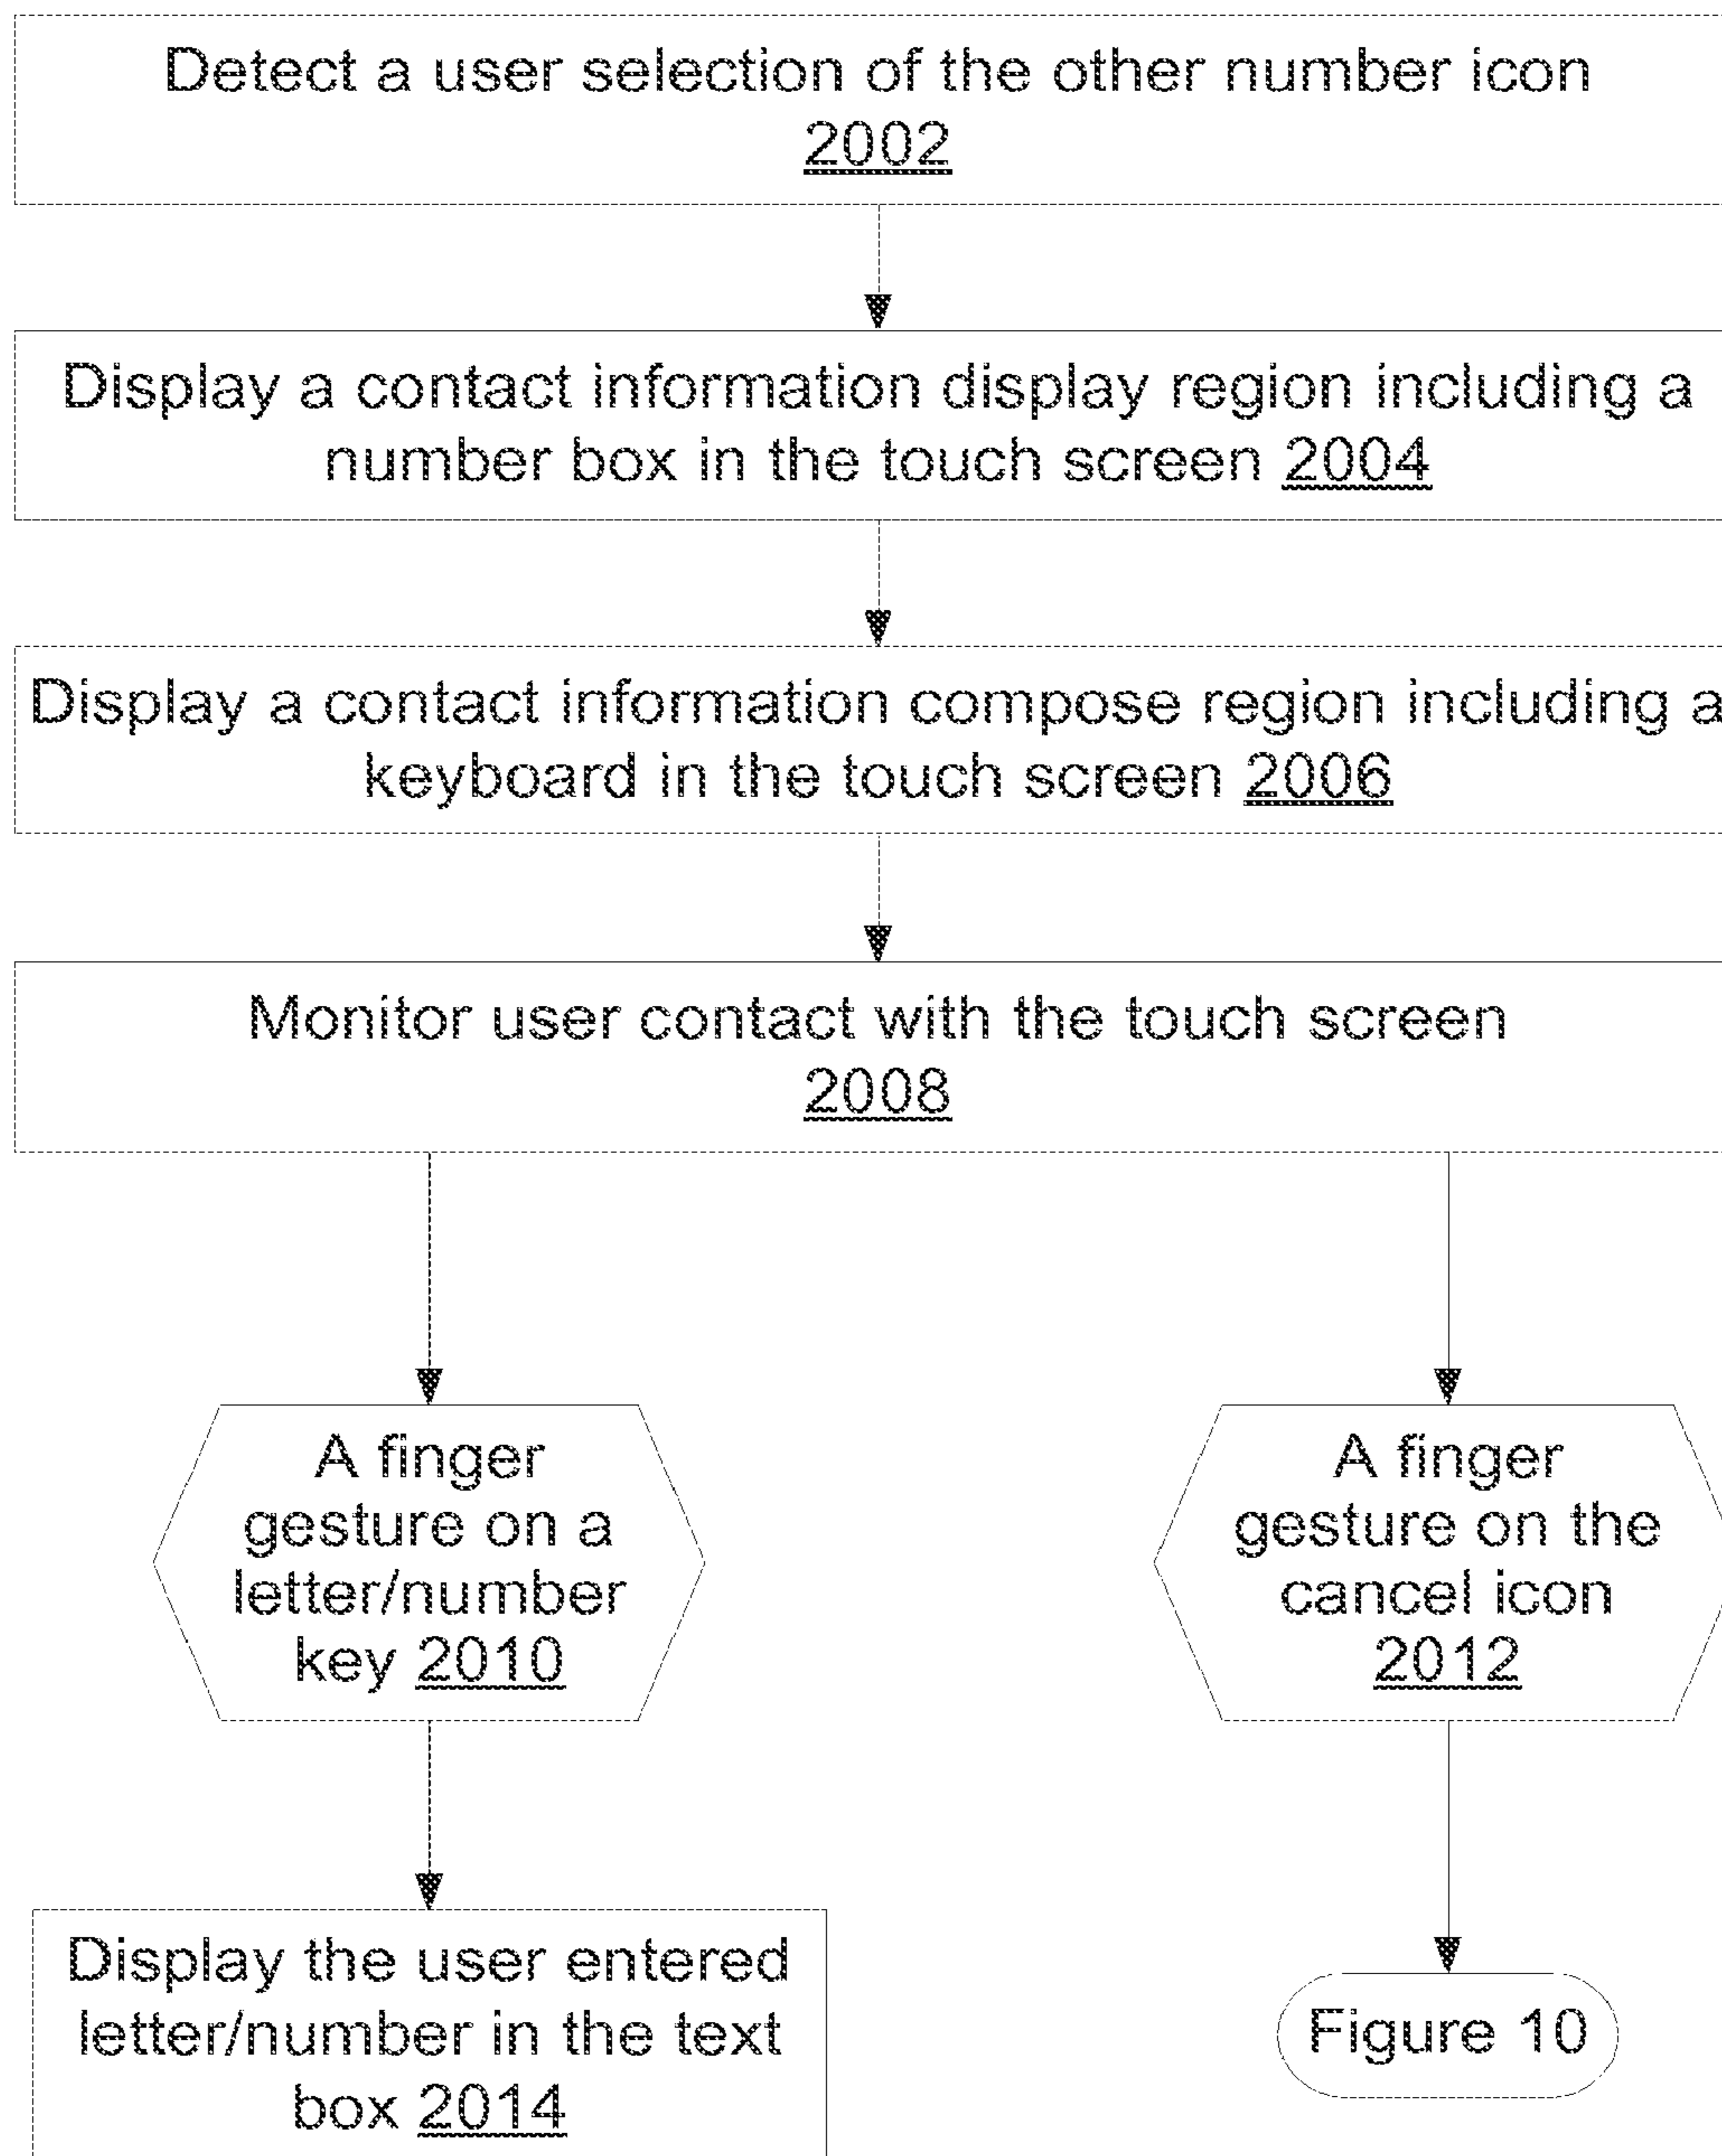 Detect a user selection of the other number icon
2002
Display a contact information display region including a
number box in the touch screen 2004
Display a contact information compose region including a
keyboard in the touch screen 2006
Monitor user contact with the touch screen
2008
A finger
gesture on a
letter/number
key 2010
A finger
gesture on the
cancel icon
2012
Display the user entered
letter/number in the text
box 2014
Figure 10